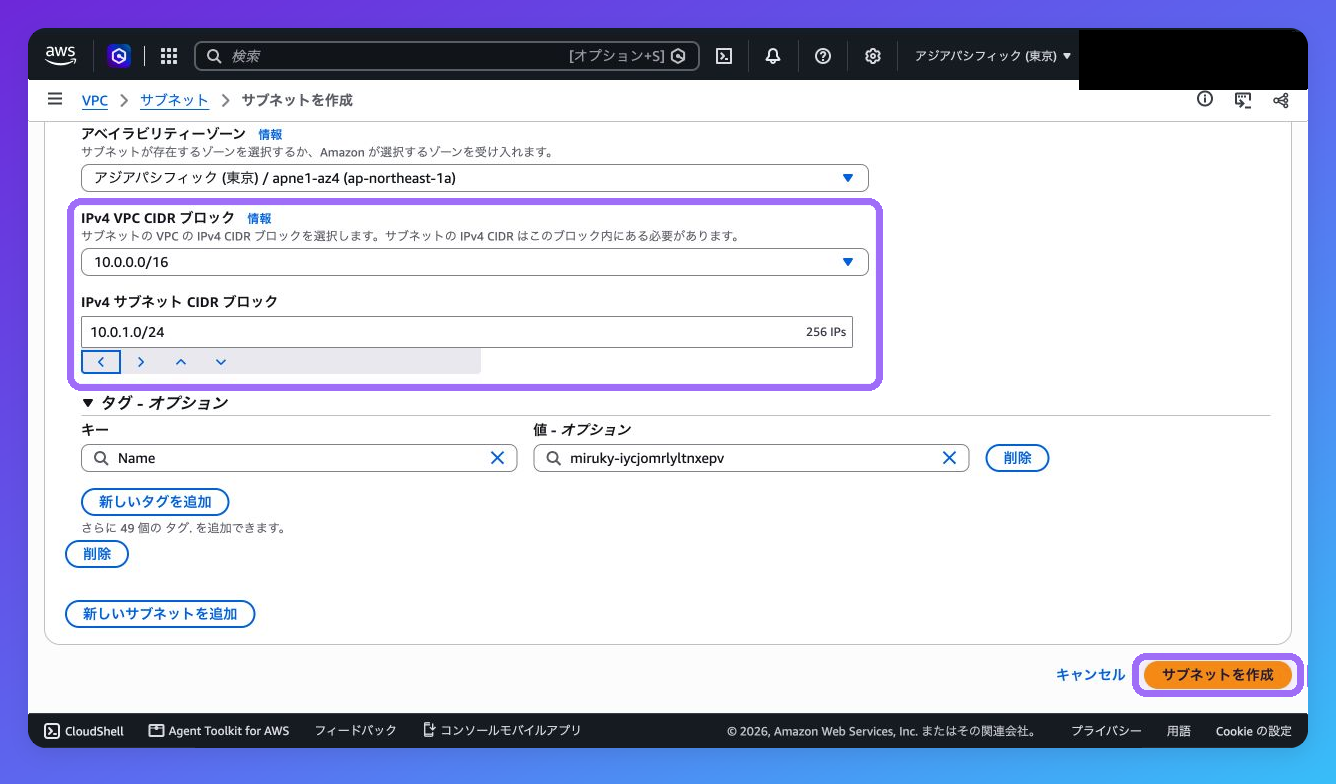 aws
検索 [オプション+S] アジアパシフィック (東京)
VPC サブネット サブネットを作成
アベイラビリティーゾーン 情報
サブネットが存在するゾーンを選択するか、Amazon が選択するゾーンを受け入れます。
アジアパシフィック (東京) / apne1-az4 (ap-northeast-1a)
IPv4 VPC CIDR ブロック 情報
サブネットの VPC の IPv4 CIDR ブロックを選択します。サブネットの IPv4 CIDR はこのブロック内にある必要があります。
10.0.0.0/16
IPv4 サブネット CIDR ブロック
10.0.1.0/24 256 IPs
タグ - オプション
キー 値 - オプション
Name miruky-iycjomrlyltnxepv 削除
新しいタグを追加
さらに 49 個の タグ. を追加できます。
削除
新しいサブネットを追加
キャンセル サブネットを作成
CloudShell Agent Toolkit for AWS フィードバック コンソールモバイルアプリ © 2026, Amazon Web Services, Inc. またはその関連会社。 プライバシー 用語 Cookie の設定